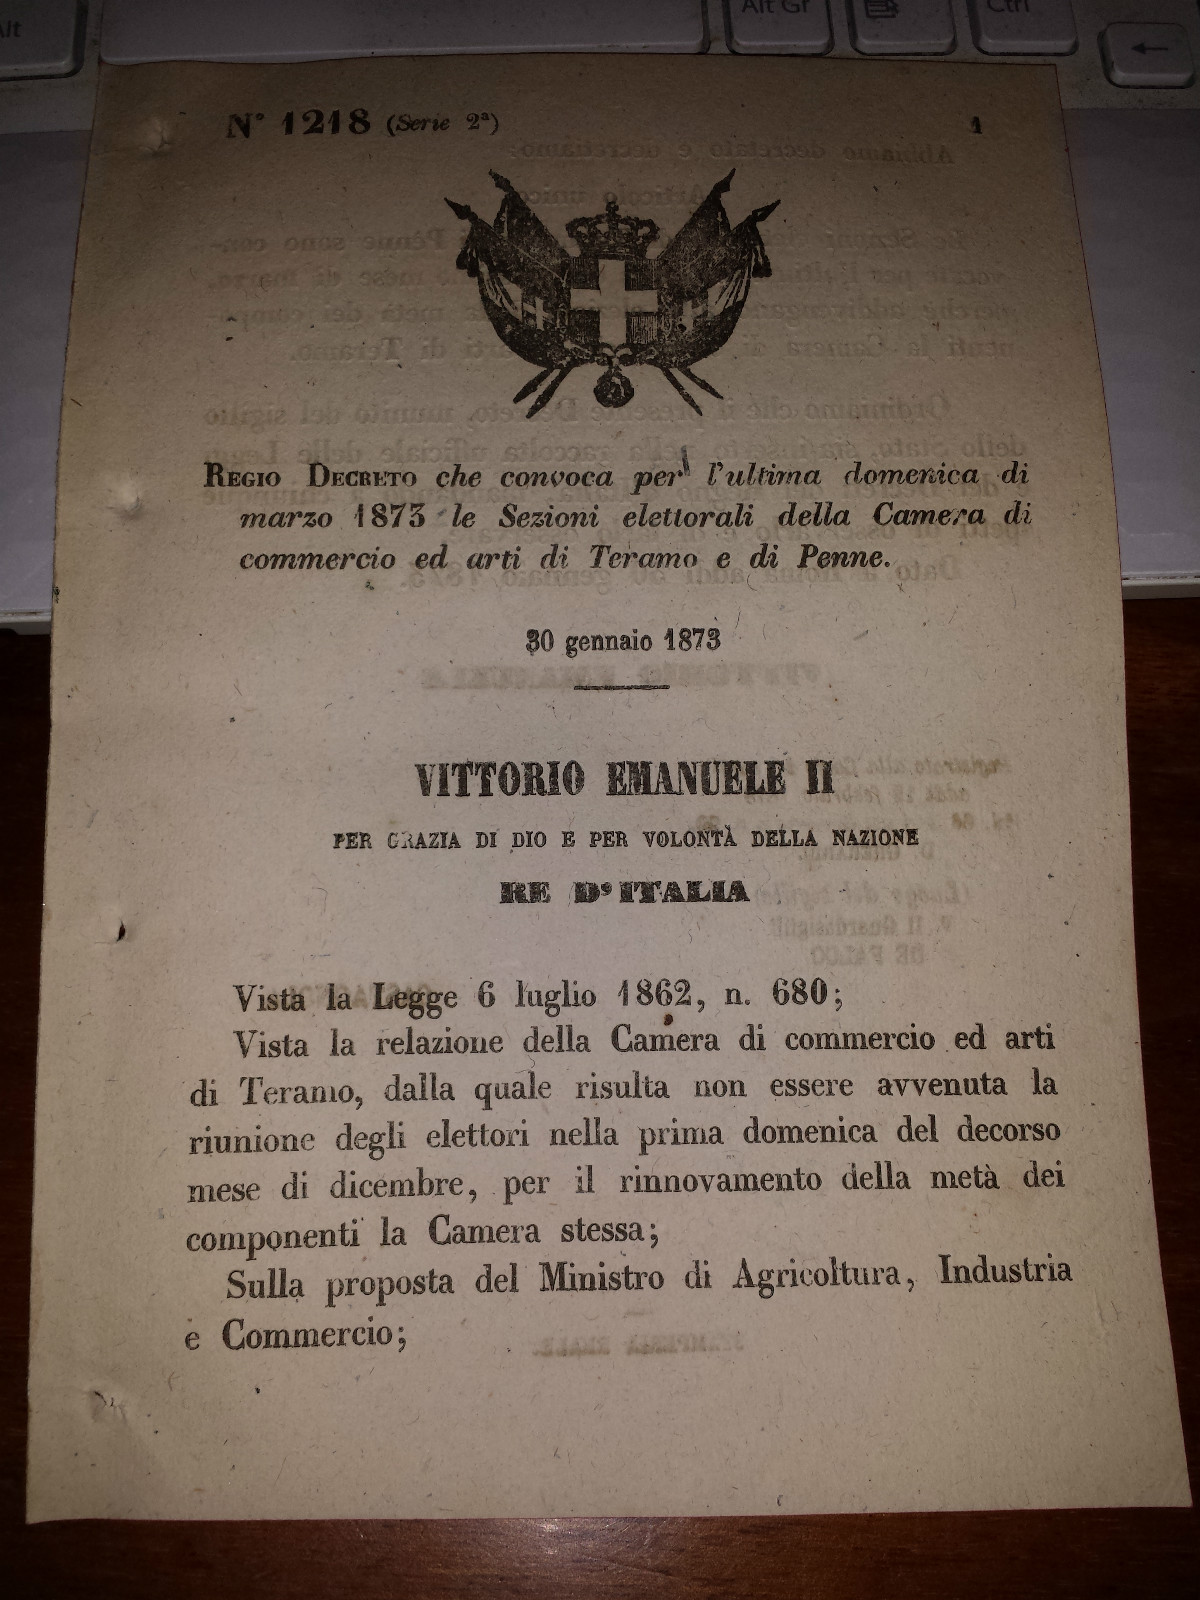 Alt
Alt Gr
Ctrl
N° 1218 (Serie 2ª)
1
REGIO DECRETO che convoca per l'ultima domenica di
marzo 1873 le Sezioni elettorali della Camera di
commercio ed arti di Teramo e di Penne.
30 gennaio 1873
VITTORIO EMANUELE II
PER GRAZIA DI DIO E PER VOLONTÀ DELLA NAZIONE
RE D'ITALIA
Vista la Legge 6 luglio 1862, n. 680;
Vista la relazione della Camera di commercio ed arti
di Teramo, dalla quale risulta non essere avvenuta la
riunione degli elettori nella prima domenica del decorso
mese di dicembre, per il rinnovamento della metà dei
componenti la Camera stessa;
Sulla proposta del Ministro di Agricoltura, Industria
e Commercio;